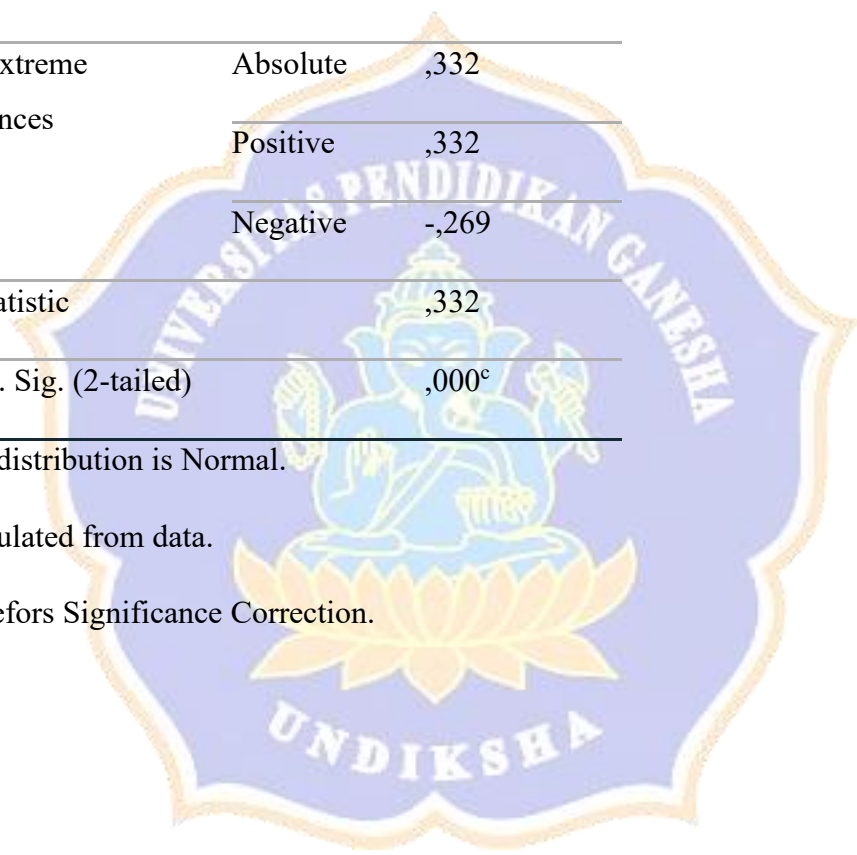 xtreme Absolute ,332
nces
Positive ,332
Negative -,269
atistic ,332
. Sig. (2-tailed) ,000ᶜ
distribution is Normal.
ulated from data.
efors Significance Correction.
UNIVERSITAS PENDIDIKAN GANESHA
UNDIKSHA